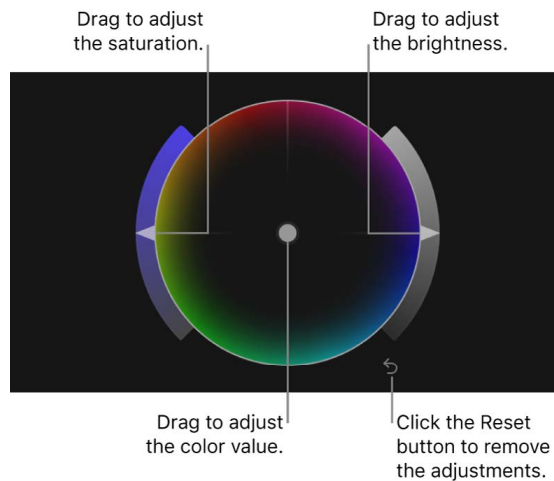 Drag to adjust
the saturation.
Drag to adjust
the brightness.
Drag to adjust
the color value.
Click the Reset
button to remove
the adjustments.